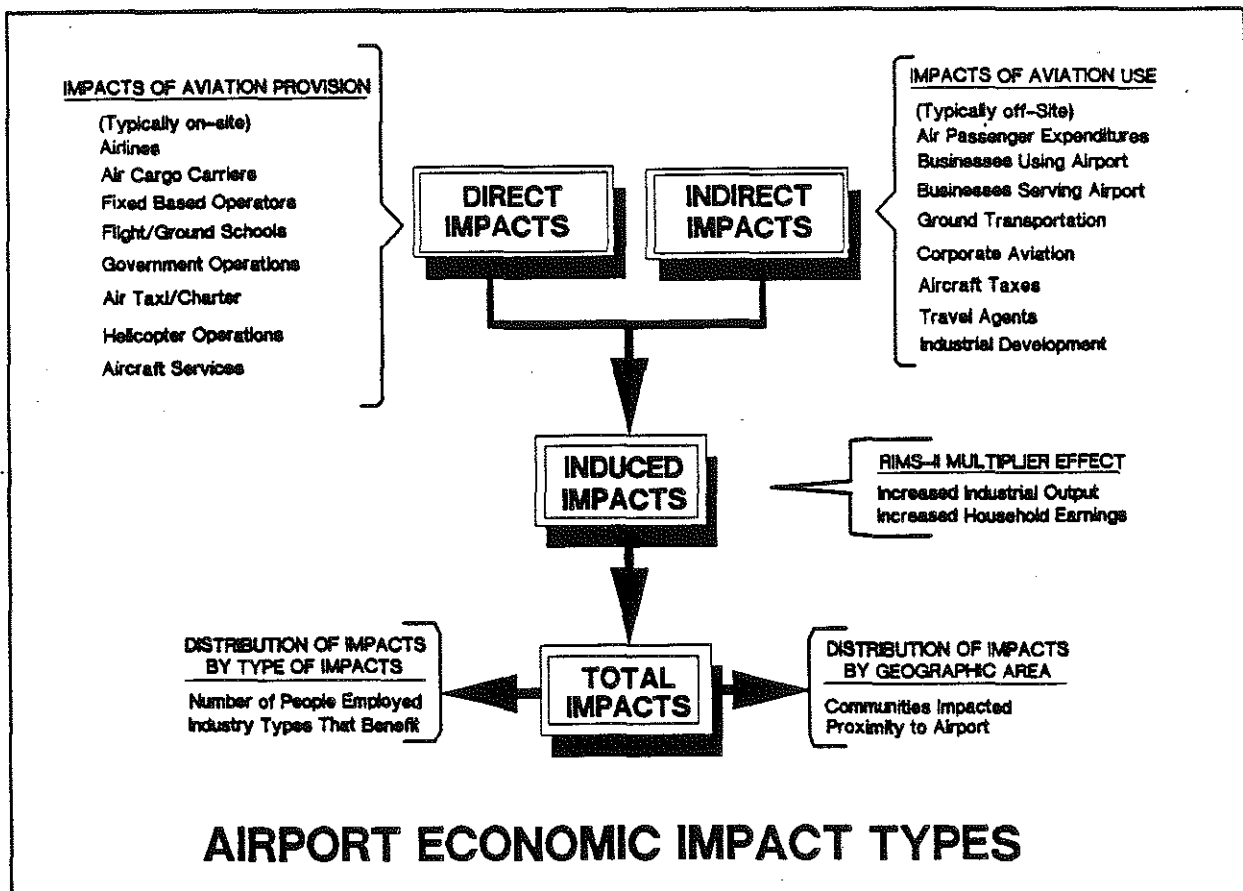 IMPACTS OF AVIATION PROVISION
(Typically on-site)
Airlines
Air Cargo Carriers
Fixed Based Operators
Flight/Ground Schools
Government Operations
Air Taxi/Charter
Helicopter Operations
Aircraft Services
DIRECT
IMPACTS
INDIRECT
IMPACTS
IMPACTS OF AVIATION USE
(Typically off-Site)
Air Passenger Expenditures
Businesses Using Airport
Businesses Serving Airport
Ground Transportation
Corporate Aviation
Aircraft Taxes
Travel Agents
Industrial Development
INDUCED
IMPACTS
RIMS-II MULTIPLIER EFFECT
Increased Industrial Output
Increased Household Earnings
DISTRIBUTION OF IMPACTS
BY TYPE OF IMPACTS
Number of People Employed
Industry Types That Benefit
TOTAL
IMPACTS
DISTRIBUTION OF IMPACTS
BY GEOGRAPHIC AREA
Communities Impacted
Proximity to Airport
AIRPORT ECONOMIC IMPACT TYPES